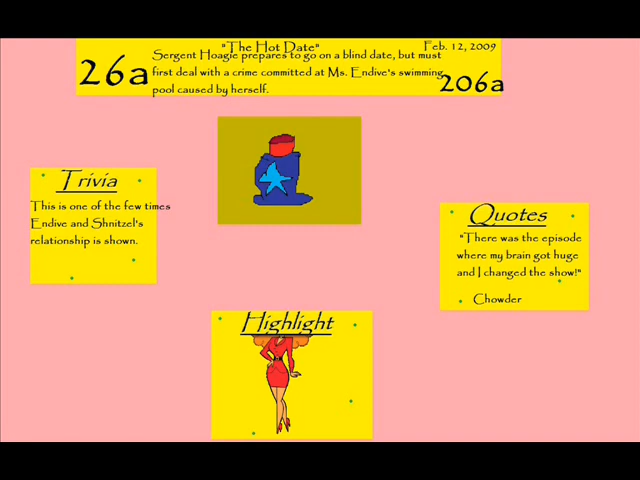 "The Hot Date"
Feb. 12, 2009
26a
Sergent Hoagie prepares to go on a blind date, but must
first deal with a crime committed at Ms. Endive's swimming
pool caused by herself.
206a
Trivia
This is one of the few times
Endive and Shnitzel's
relationship is shown.
Quotes
"There was the episode
where my brain got huge
and I changed the show!"
Chowder
Highlight